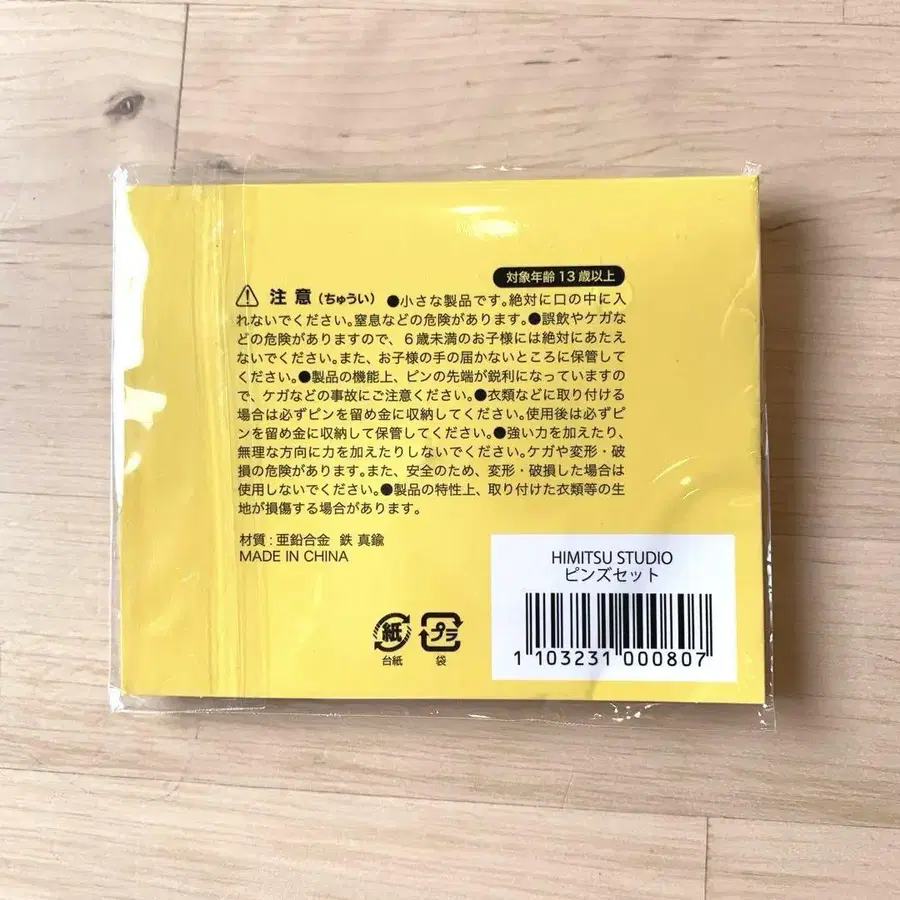 対象年齢 13 歳以上
注意(ちゅうい) ●小さな製品です。絶対に口の中に入
れないでください。窒息などの危険があります。●誤飲やケガな
どの危険がありますので、6歳未満のお子様には絶対にあたえ
ないでください。また、お子様の手の届かないところに保管して
ください。●製品の機能上、ピンの先端が鋭利になっていますの
で、ケガなどの事故にご注意ください。●衣類などに取り付ける
場合は必ずピンを留め金に収納してください。使用後は必ずピ
ンを留め金に収納して保管してください。●強い力を加えたり、
無理な方向に力を加えたりしないでください。ケガや変形・破
損の危険があります。また、安全のため、変形・破損した場合は
使用しないでください。●製品の特性上、取り付けた衣類等の生
地が損傷する場合があります。
材質:亜鉛合金 鉄 真鍮
MADE IN CHINA
紙
台紙
プラ
袋
HIMITSU STUDIO
ピンズセット
1 103231 000807